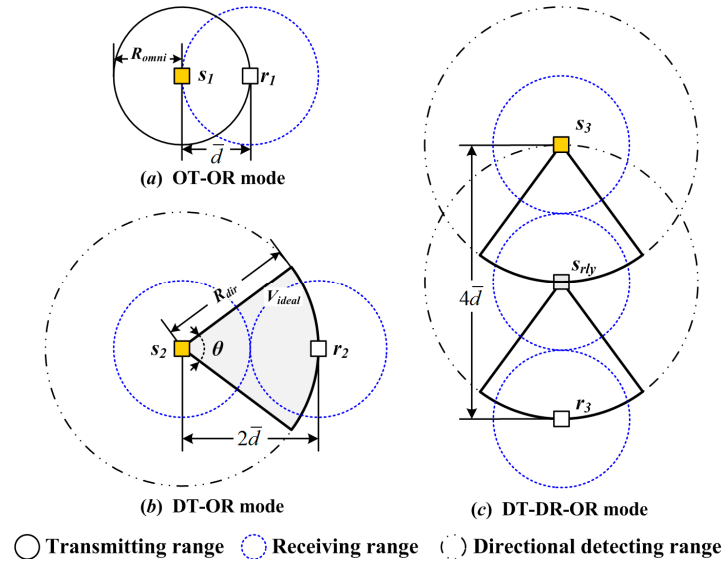 R_omni
s_1
r_1
d̅
(a) OT-OR mode
R_dir
V_ideal
s_2
θ
r_2
2d̅
(b) DT-OR mode
s_3
s_rly
4d̅
r_3
(c) DT-DR-OR mode
Transmitting range
Receiving range
Directional detecting range